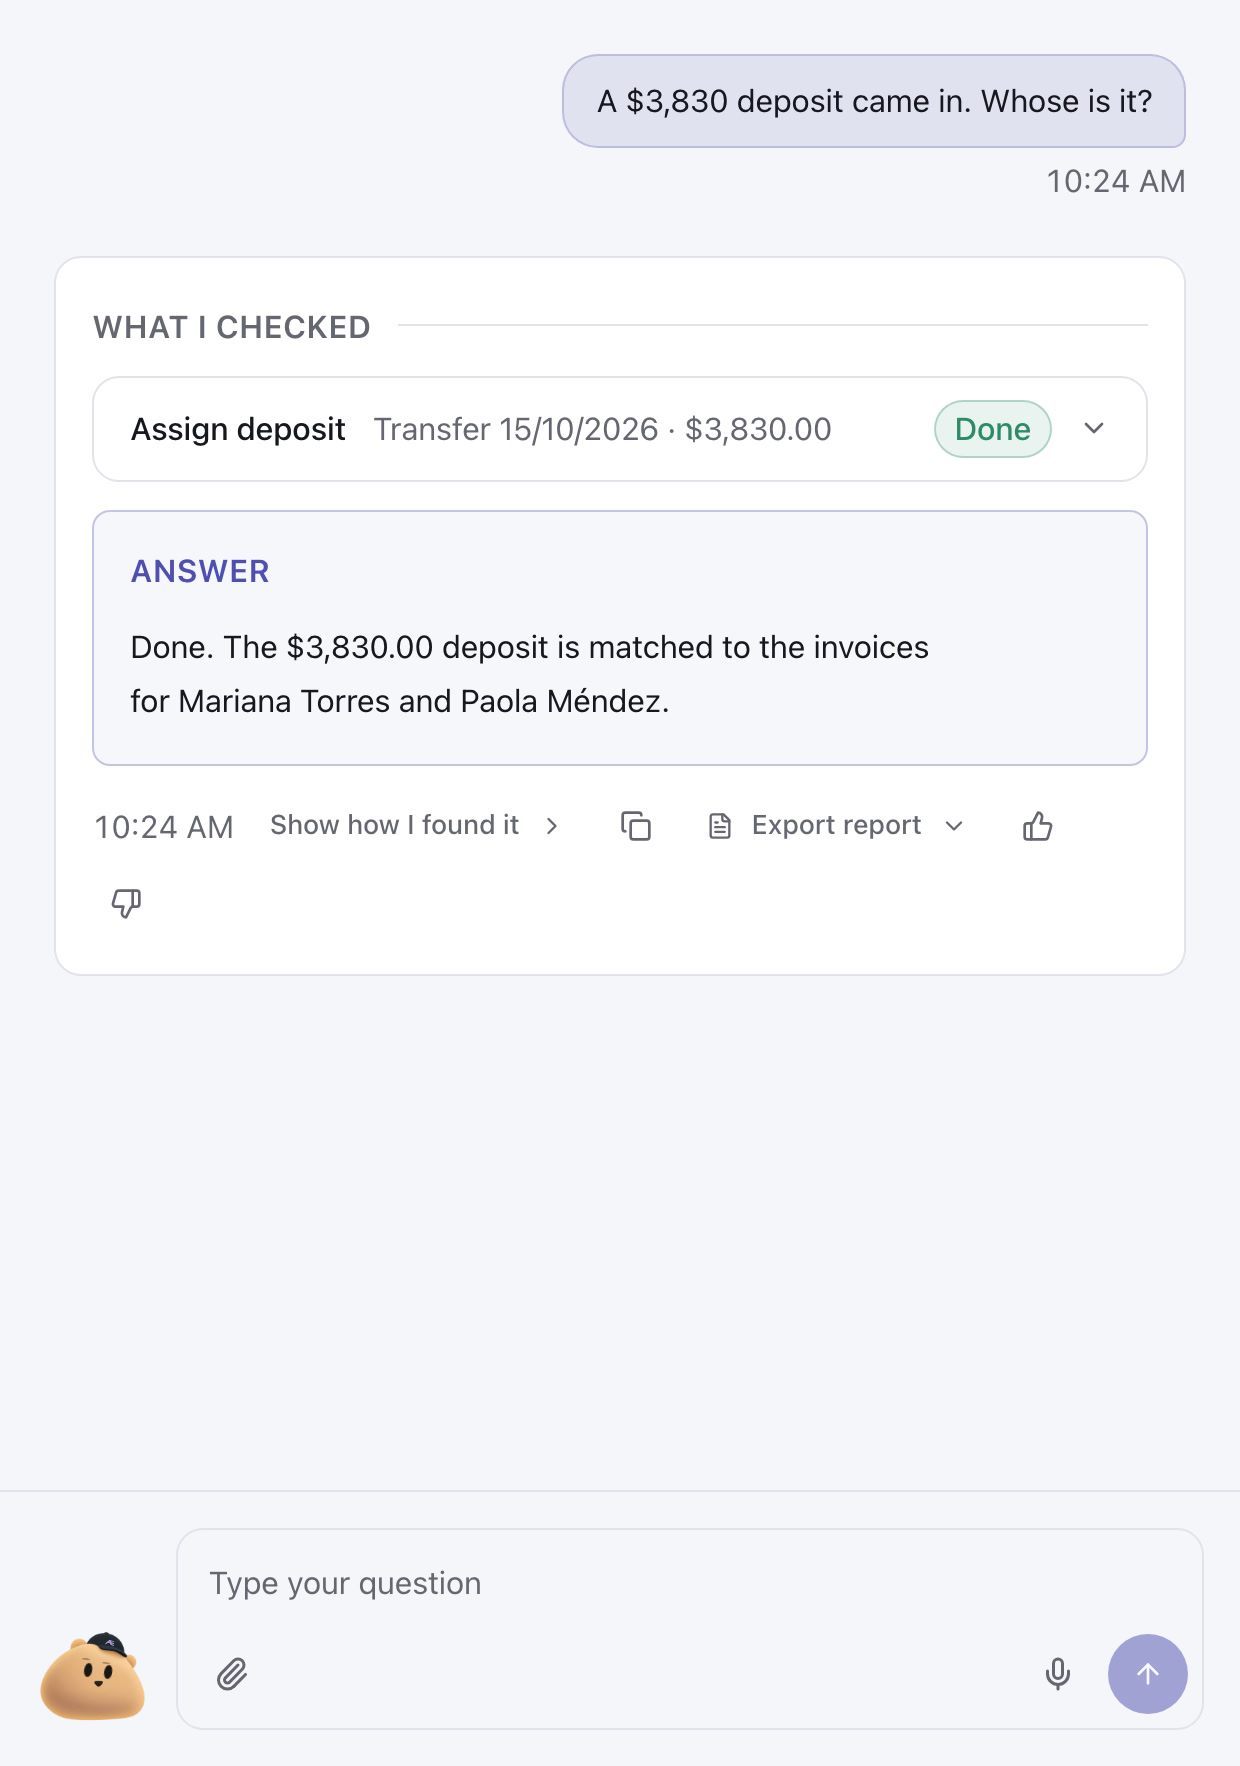 A $3,830 deposit came in. Whose is it?
10:24 AM
WHAT I CHECKED
Assign deposit Transfer 15/10/2026 · $3,830.00 Done
ANSWER
Done. The $3,830.00 deposit is matched to the invoices
for Mariana Torres and Paola Méndez.
10:24 AM Show how I found it Export report
Type your question